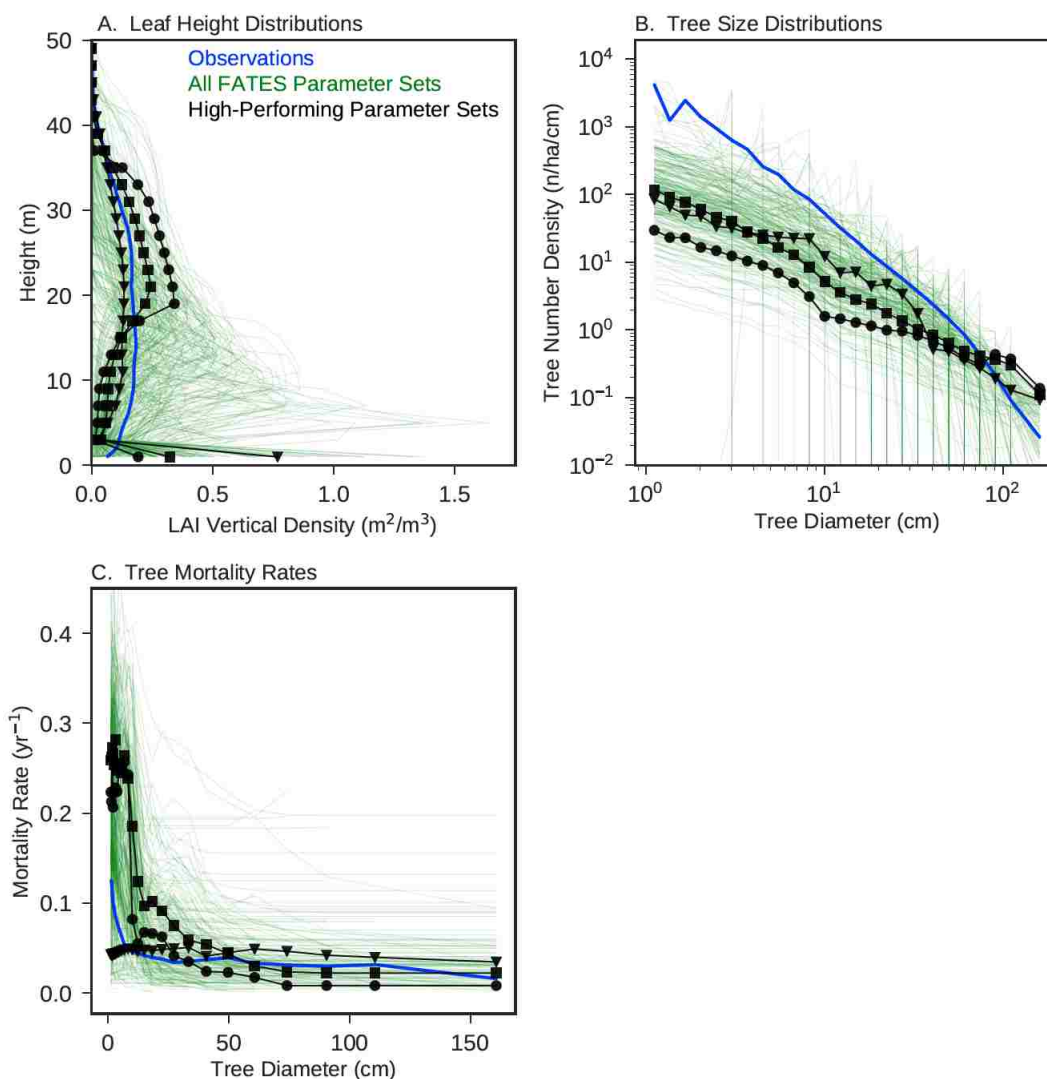 A. Leaf Height Distributions
50
40
30
20
10
0
Height (m)
Observations
All FATES Parameter Sets
High-Performing Parameter Sets
0.0 0.5 1.0 1.5
LAI Vertical Density (m²/m³)
B. Tree Size Distributions
10⁴
10³
10²
10¹
10⁰
10⁻¹
10⁻²
Tree Number Density (n/ha/cm)
10⁰ 10¹ 10²
Tree Diameter (cm)
C. Tree Mortality Rates
0.4
0.3
0.2
0.1
0.0
Mortality Rate (yr⁻¹)
0 50 100 150
Tree Diameter (cm)